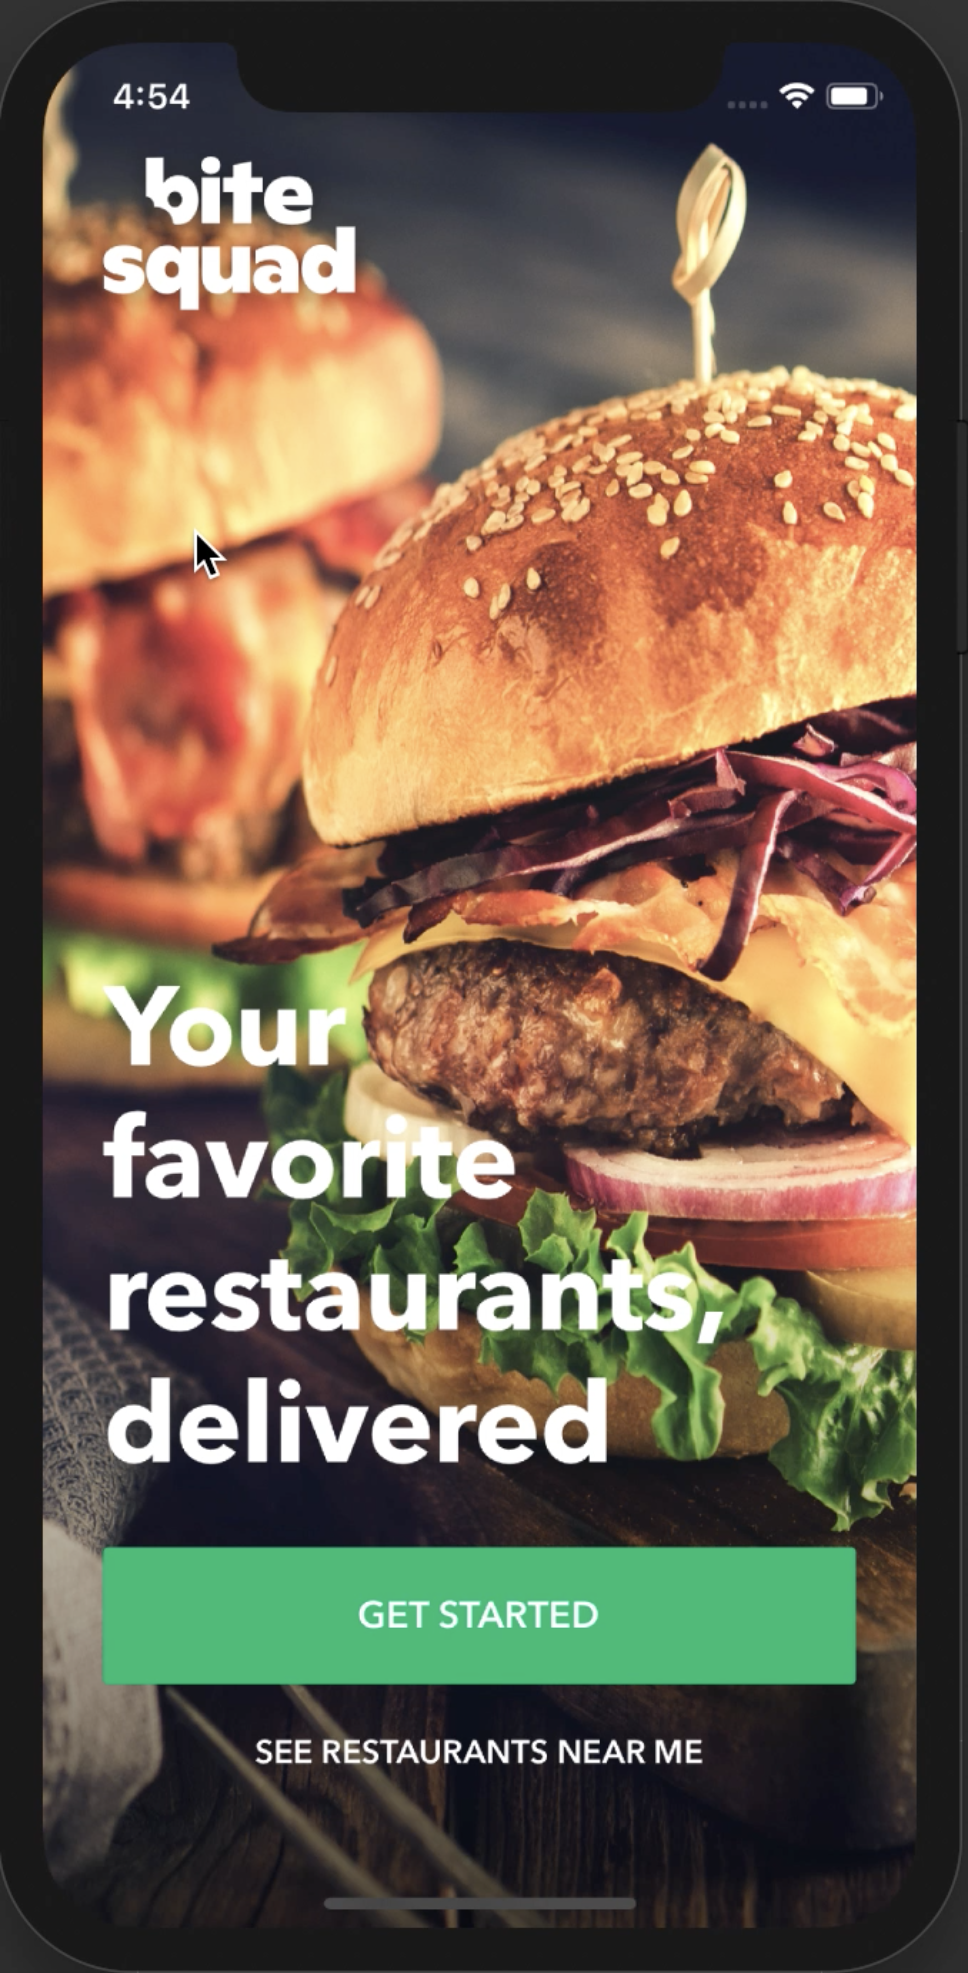 4:54
bite
squad
Your
favorite
restaurants,
delivered
GET STARTED
SEE RESTAURANTS NEAR ME